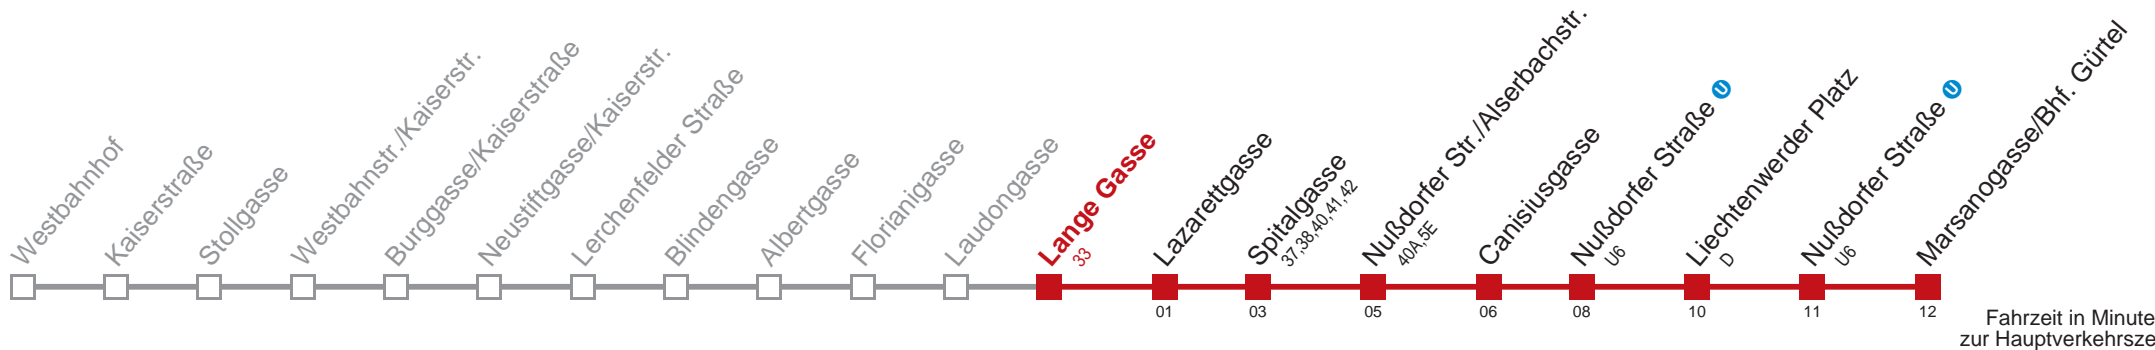 Westbahnhof
Kaiserstraße
Stollgasse
Westbahnstr./Kaiserstr.
Burggasse/Kaiserstraße
Neustiftgasse/Kaiserstr.
Lerchenfelder Straße
Blindengasse
Albertgasse
Florianigasse
Laudongasse
Lange Gasse
33
Lazarettgasse
Spitalgasse
37,38,40,41,42
Nußdorfer Str./Alserbachstr.
40A,5E
Canisiusgasse
Nußdorfer Straße U
U6
Liechtenwerder Platz
D
Nußdorfer Straße U
U6
Marsanogasse/Bhf. Gürtel
01 03 05 06 08 10 11 12
Fahrzeit in Minute
zur Hauptverkehrsze